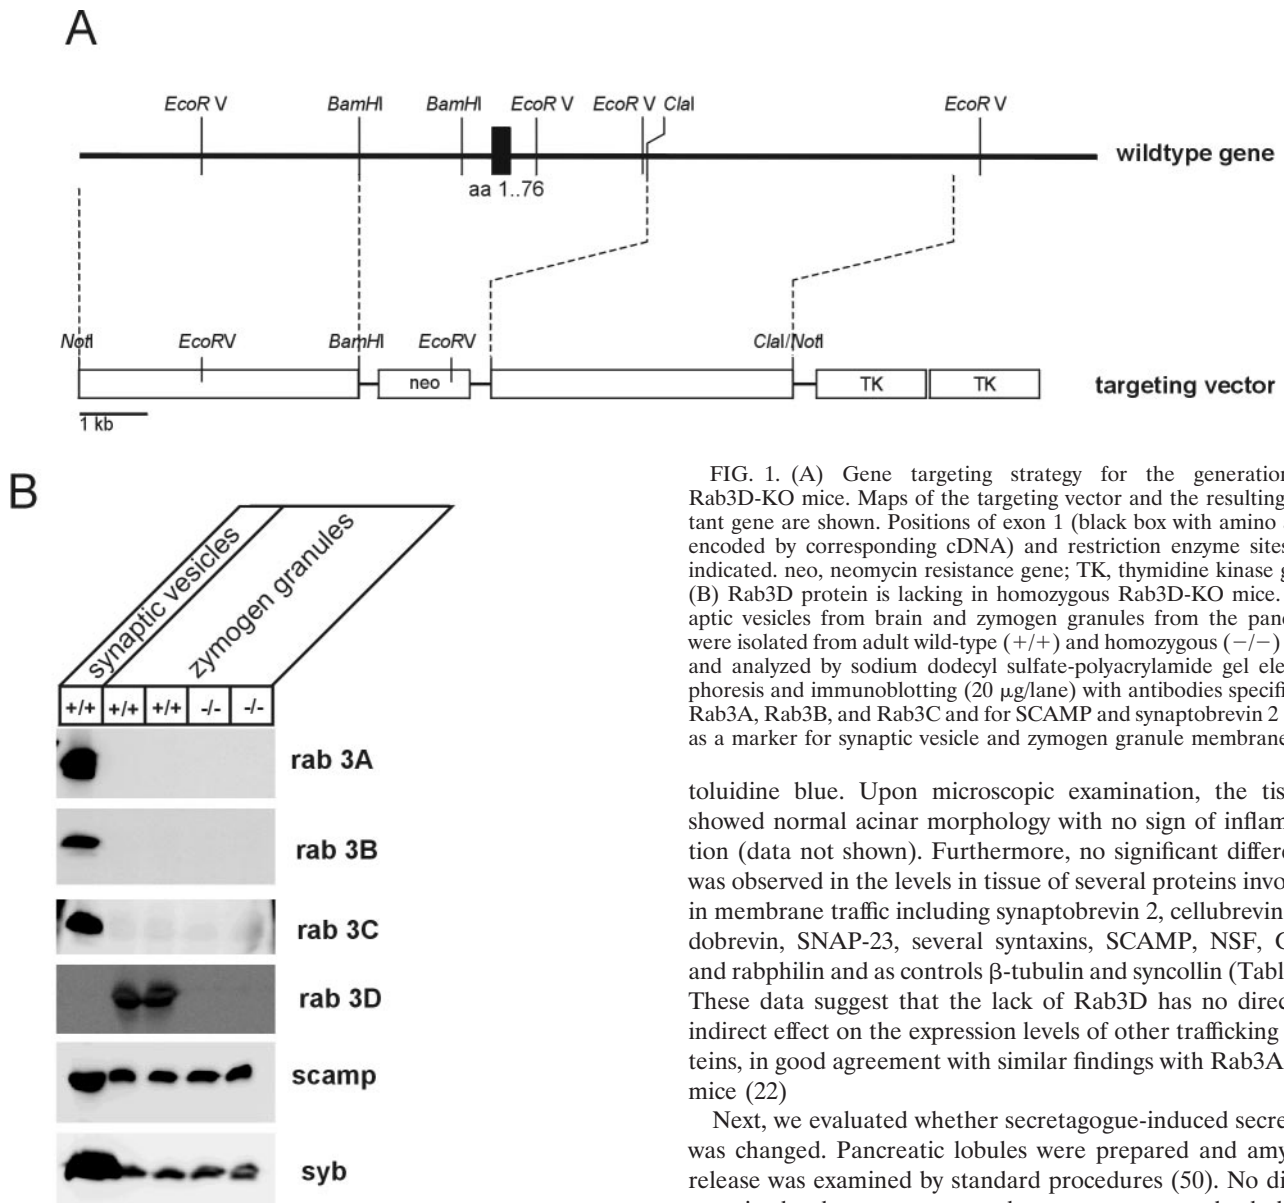 A
EcoR V BamHI BamHI EcoR V EcoR V ClaI EcoR V
wildtype gene
aa 1..76
NotI EcoRV BamHI EcoRV ClaI/NotI
neo TK TK
targeting vector
1 kb
B
synaptic vesicles
zymogen granules
+/+ +/+ +/+ -/- -/-
rab 3A
rab 3B
rab 3C
rab 3D
scamp
syb
FIG. 1. (A) Gene targeting strategy for the generation
Rab3D-KO mice. Maps of the targeting vector and the resulting
tant gene are shown. Positions of exon 1 (black box with amino
encoded by corresponding cDNA) and restriction enzyme sites
indicated. neo, neomycin resistance gene; TK, thymidine kinase
(B) Rab3D protein is lacking in homozygous Rab3D-KO mice.
aptic vesicles from brain and zymogen granules from the panc
were isolated from adult wild-type (+/+) and homozygous (−/−)
and analyzed by sodium dodecyl sulfate-polyacrylamide gel ele
phoresis and immunoblotting (20 μg/lane) with antibodies specifi
Rab3A, Rab3B, and Rab3C and for SCAMP and synaptobrevin 2
as a marker for synaptic vesicle and zymogen granule membrane
toluidine blue. Upon microscopic examination, the tis
showed normal acinar morphology with no sign of inflam
tion (data not shown). Furthermore, no significant differe
was observed in the levels in tissue of several proteins invo
in membrane traffic including synaptobrevin 2, cellubrevin
dobrevin, SNAP-23, several syntaxins, SCAMP, NSF,
and rabphilin and as controls β-tubulin and syncollin (Tabl
These data suggest that the lack of Rab3D has no direc
indirect effect on the expression levels of other trafficking
teins, in good agreement with similar findings with Rab3A
mice (22)
Next, we evaluated whether secretagogue-induced secre
was changed. Pancreatic lobules were prepared and amy
release was examined by standard procedures (50). No di